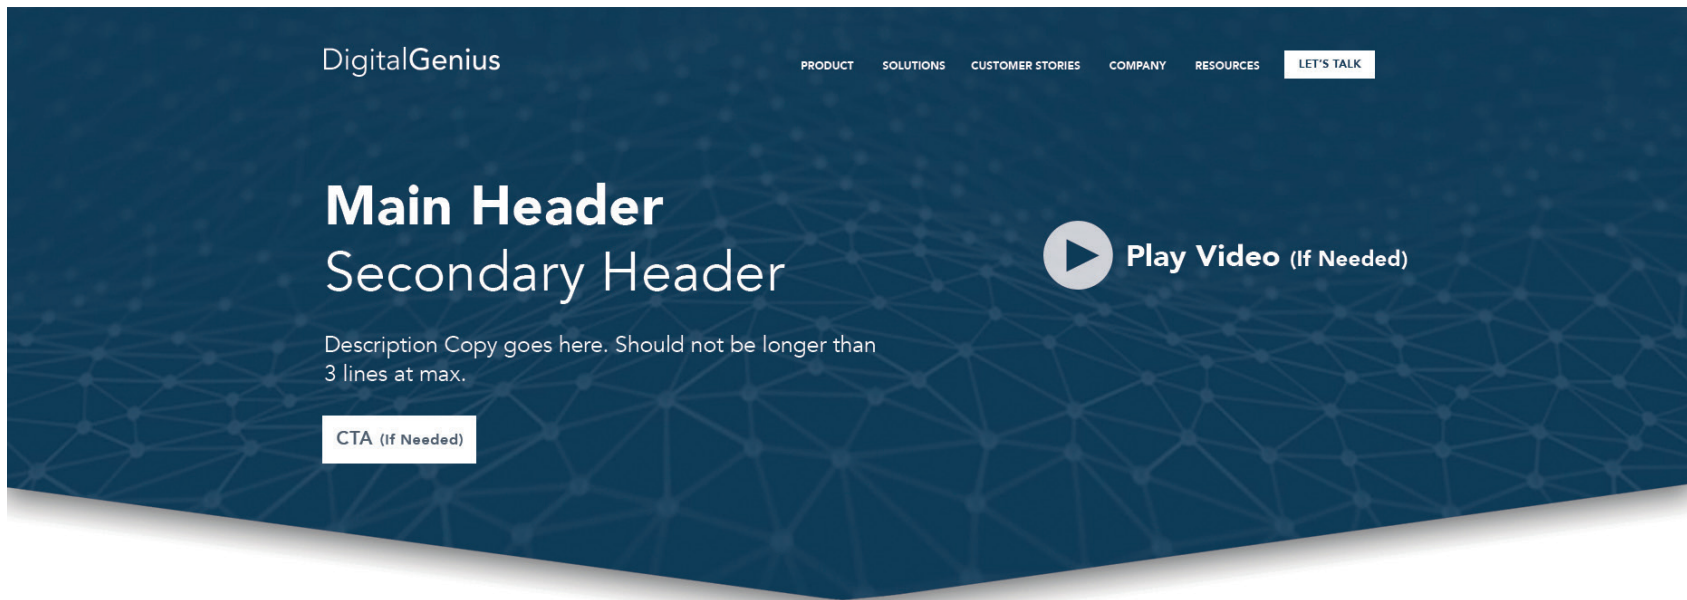 DigitalGenius
PRODUCT SOLUTIONS CUSTOMER STORIES COMPANY RESOURCES LET'S TALK
Main Header
Secondary Header
Play Video (If Needed)
Description Copy goes here. Should not be longer than
3 lines at max.
CTA (If Needed)